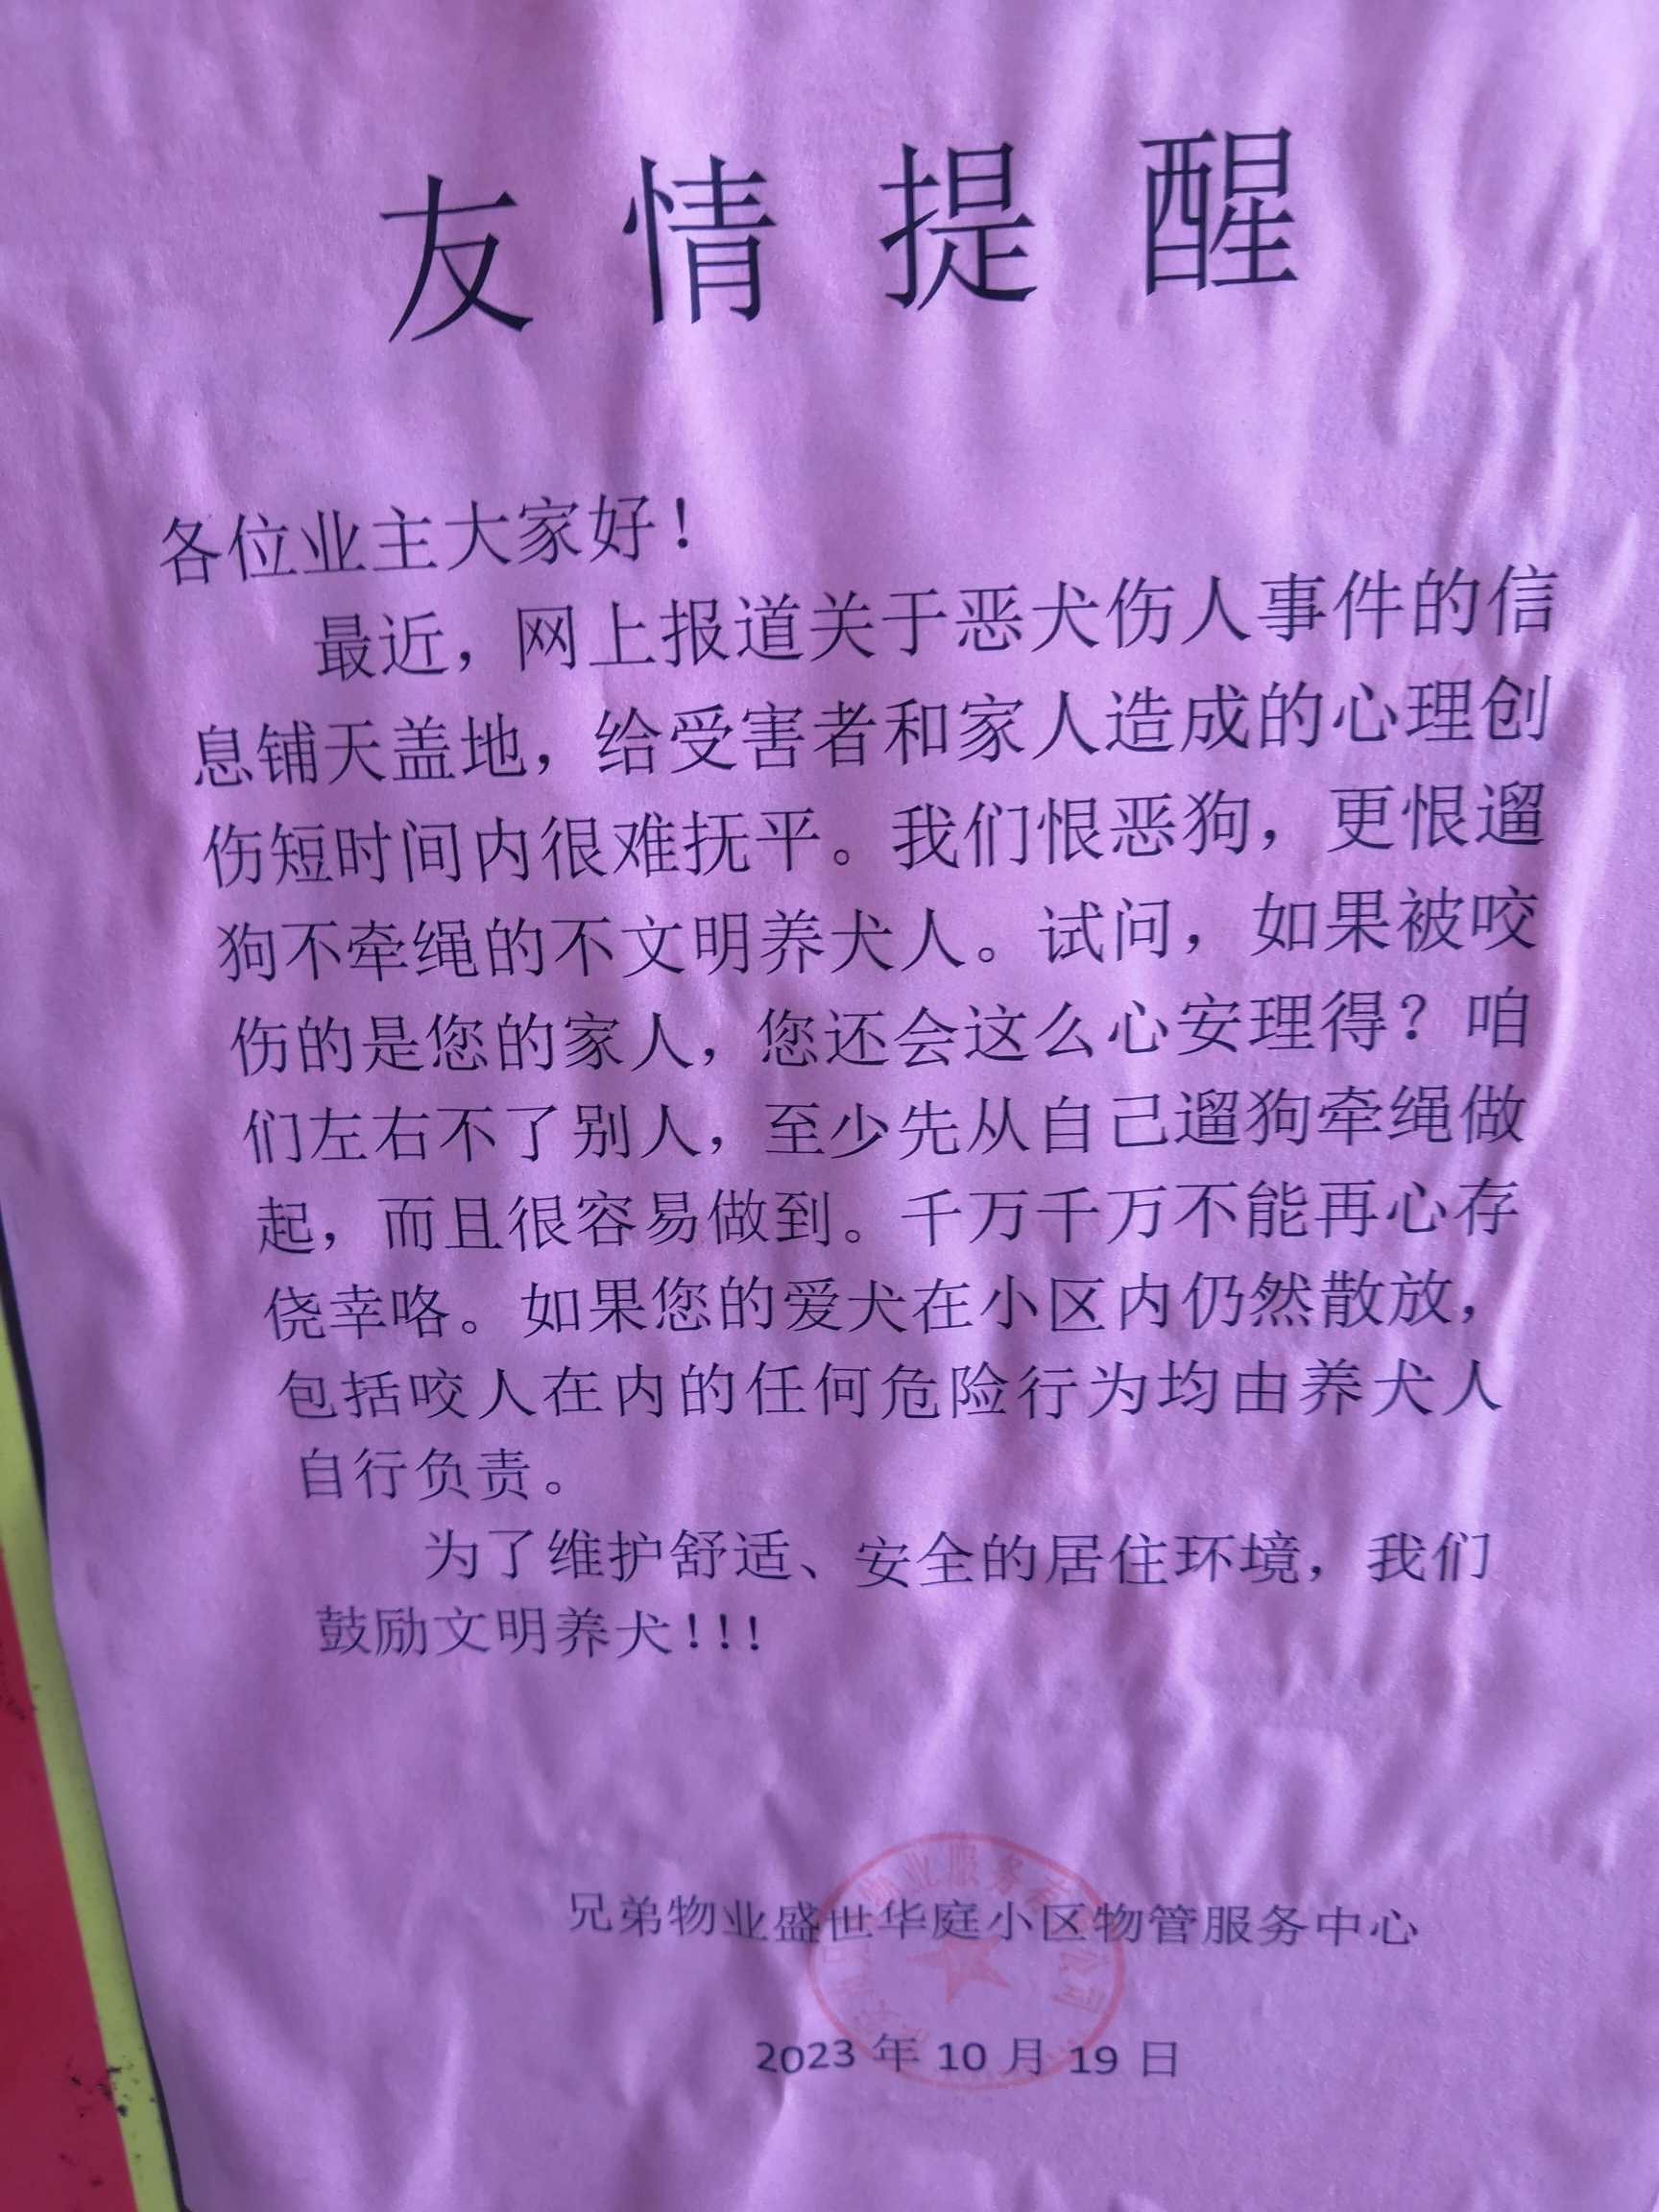 友情提醒
各位业主大家好！
最近，网上报道关于恶犬伤人事件的信
息铺天盖地，给受害者和家人造成的心理创
伤短时间内很难抚平。我们恨恶狗，更恨遛
狗不牵绳的不文明养犬人。试问，如果被咬
伤的是您的家人，您还会这么心安理得？咱
们左右不了别人，至少先从自己遛狗牵绳做
起，而且很容易做到。千万千万不能再心存
侥幸咯。如果您的爱犬在小区内仍然散放，
包括咬人在内的任何危险行为均由养犬人
自行负责。
为了维护舒适、安全的居住环境，我们
鼓励文明养犬！！！
物业服务
公司
兄弟物业盛世华庭小区物管服务中心
2023 年 10 月 19 日